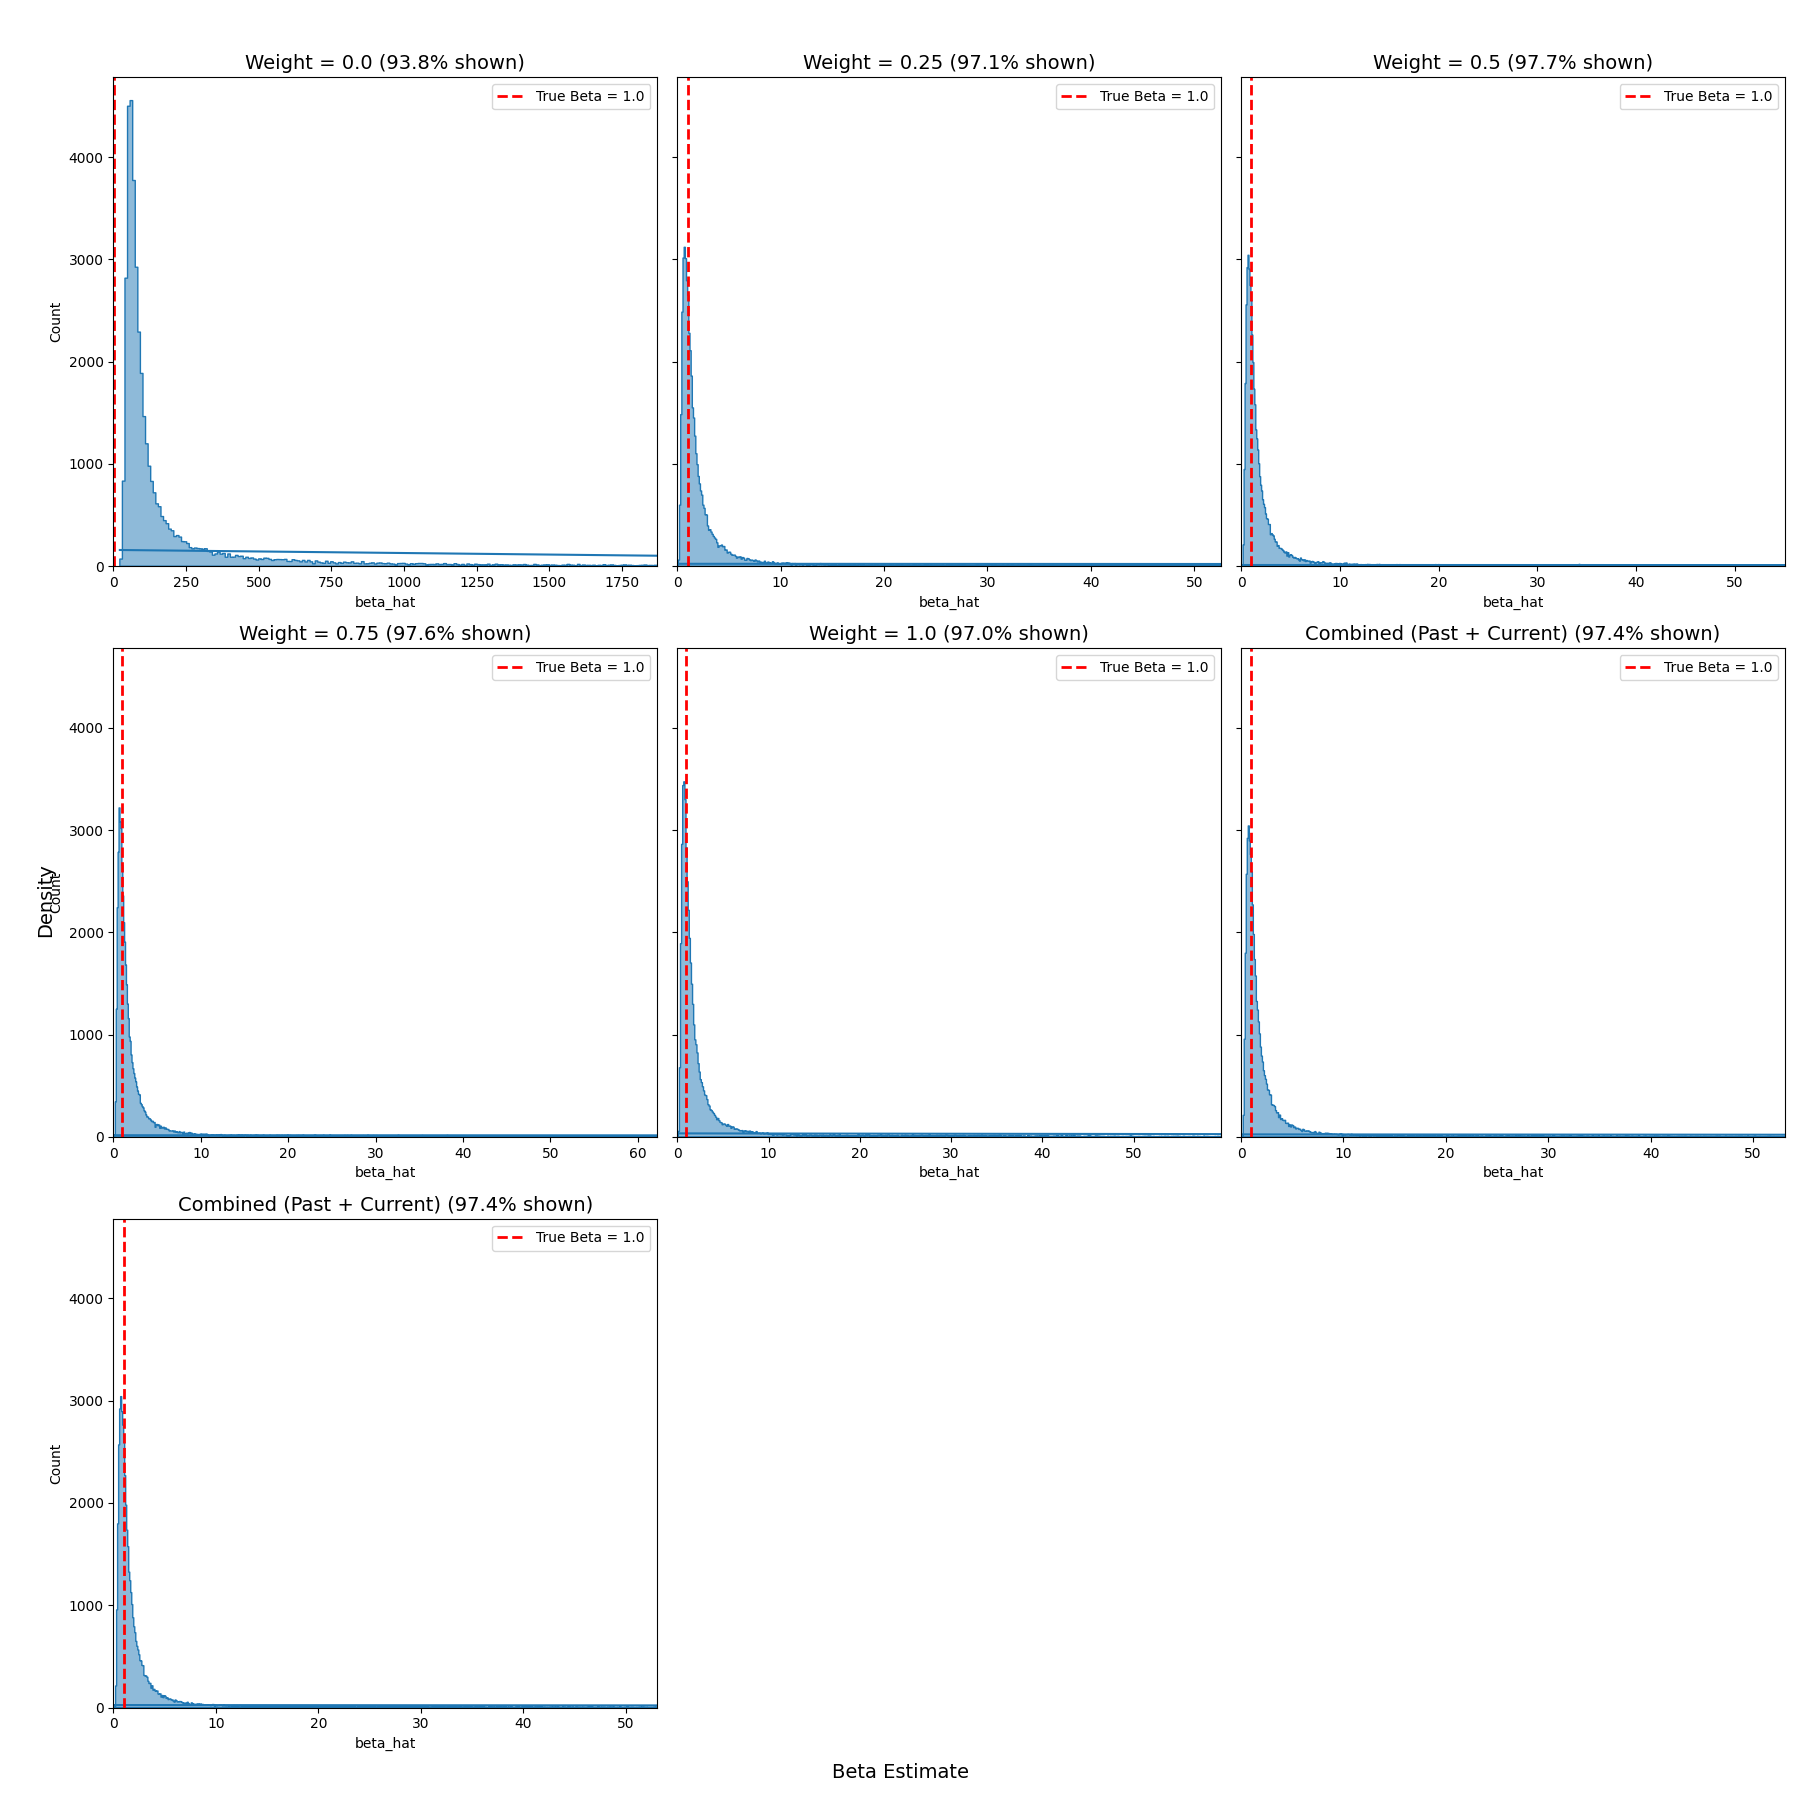 Weight = 0.0 (93.8% shown)
True Beta = 1.0
Count
4000
3000
2000
1000
0
0 250 500 750 1000 1250 1500 1750
beta_hat
Weight = 0.25 (97.1% shown)
True Beta = 1.0
0 10 20 30 40 50
beta_hat
Weight = 0.5 (97.7% shown)
True Beta = 1.0
0 10 20 30 40 50
beta_hat
Weight = 0.75 (97.6% shown)
True Beta = 1.0
Density
Count
4000
3000
2000
1000
0
0 10 20 30 40 50 60
beta_hat
Weight = 1.0 (97.0% shown)
True Beta = 1.0
0 10 20 30 40 50
beta_hat
Combined (Past + Current) (97.4% shown)
True Beta = 1.0
0 10 20 30 40 50
beta_hat
Combined (Past + Current) (97.4% shown)
True Beta = 1.0
Count
4000
3000
2000
1000
0
0 10 20 30 40 50
beta_hat
Beta Estimate